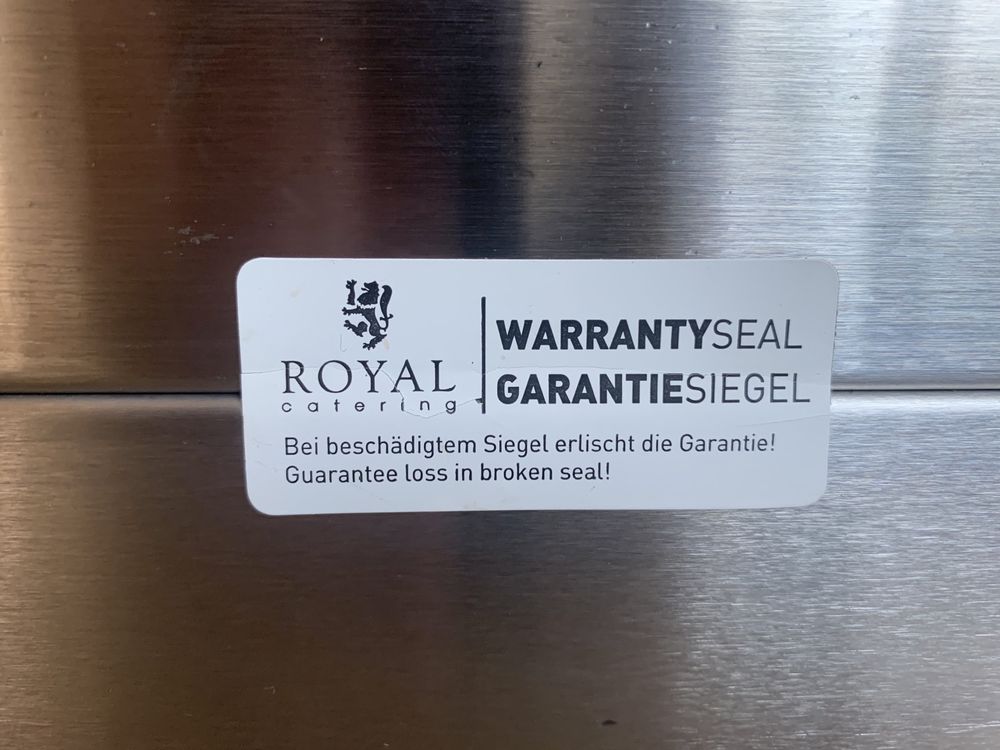 ROYAL
catering
WARRANTYSEAL
GARANTIESIEGEL
Bei beschädigtem Siegel erlischt die Garantie!
Guarantee loss in broken seal!